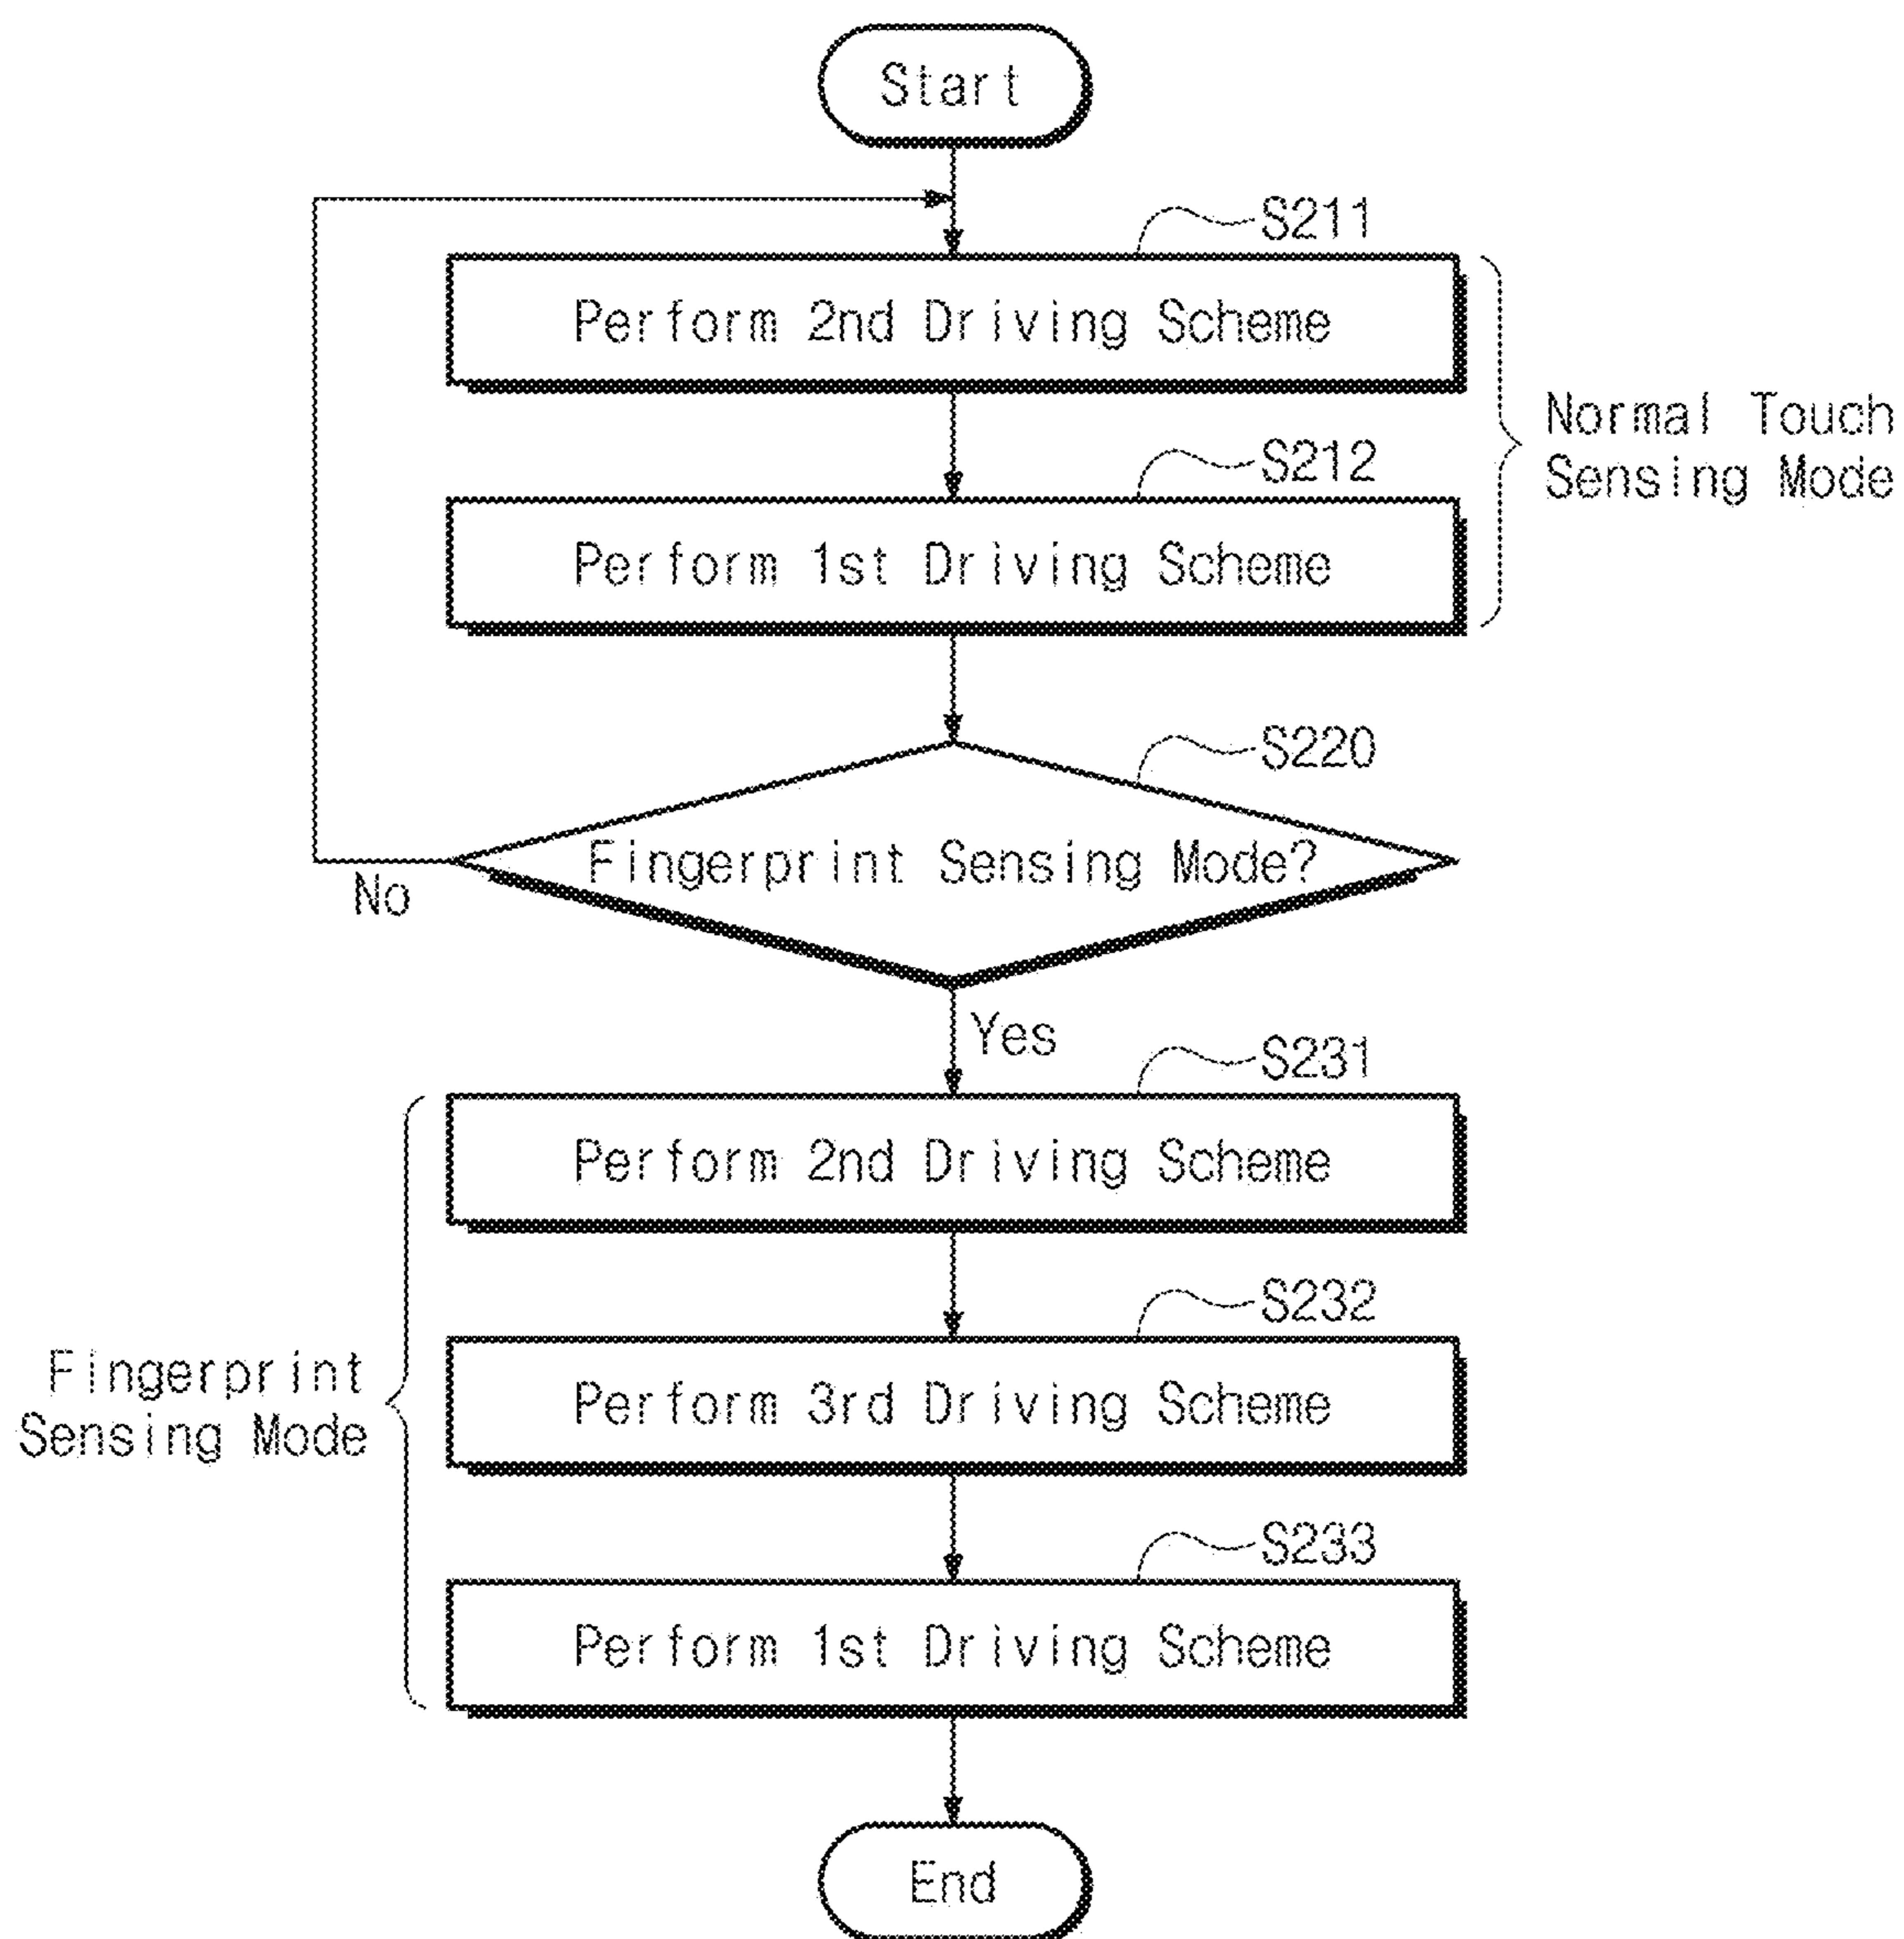 Start
S211
Perform 2nd Driving Scheme
Normal Touch
Sensing Mode
S212
Perform 1st Driving Scheme
S220
Fingerprint Sensing Mode?
No
Yes
S231
Perform 2nd Driving Scheme
S232
Fingerprint
Sensing Mode
Perform 3rd Driving Scheme
S233
Perform 1st Driving Scheme
End